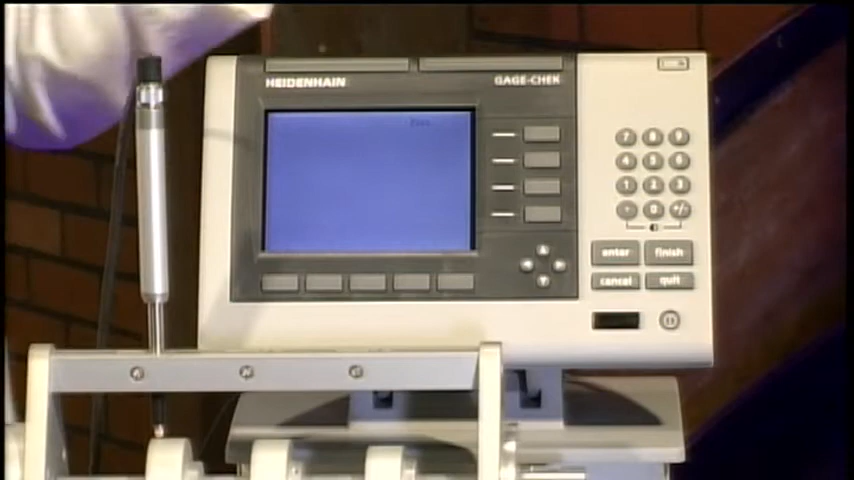 HEIDENHAIN
GAGE-CHEK
7 8 9
4 5 6
1 2 3
. 0 +/-
enter finish
cancel quit